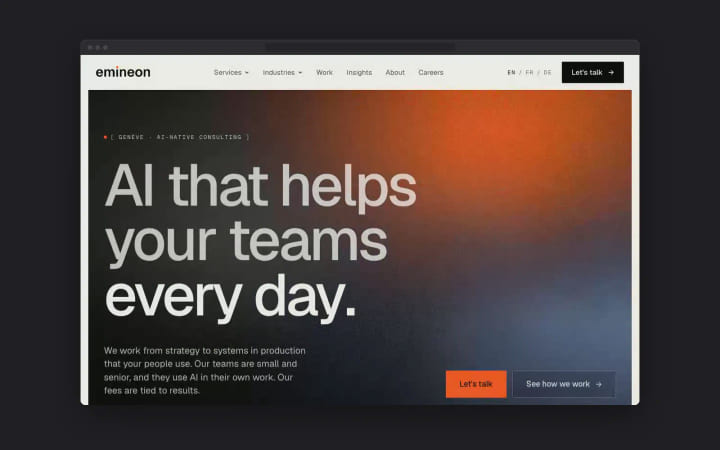 emineon
Services Industries Work Insights About Careers
EN / FR / DE
Let's talk →
[ GENÈVE · AI-NATIVE CONSULTING ]
AI that helps
your teams
every day.
We work from strategy to systems in production
that your people use. Our teams are small and
senior, and they use AI in their own work. Our
fees are tied to results.
Let's talk
See how we work →